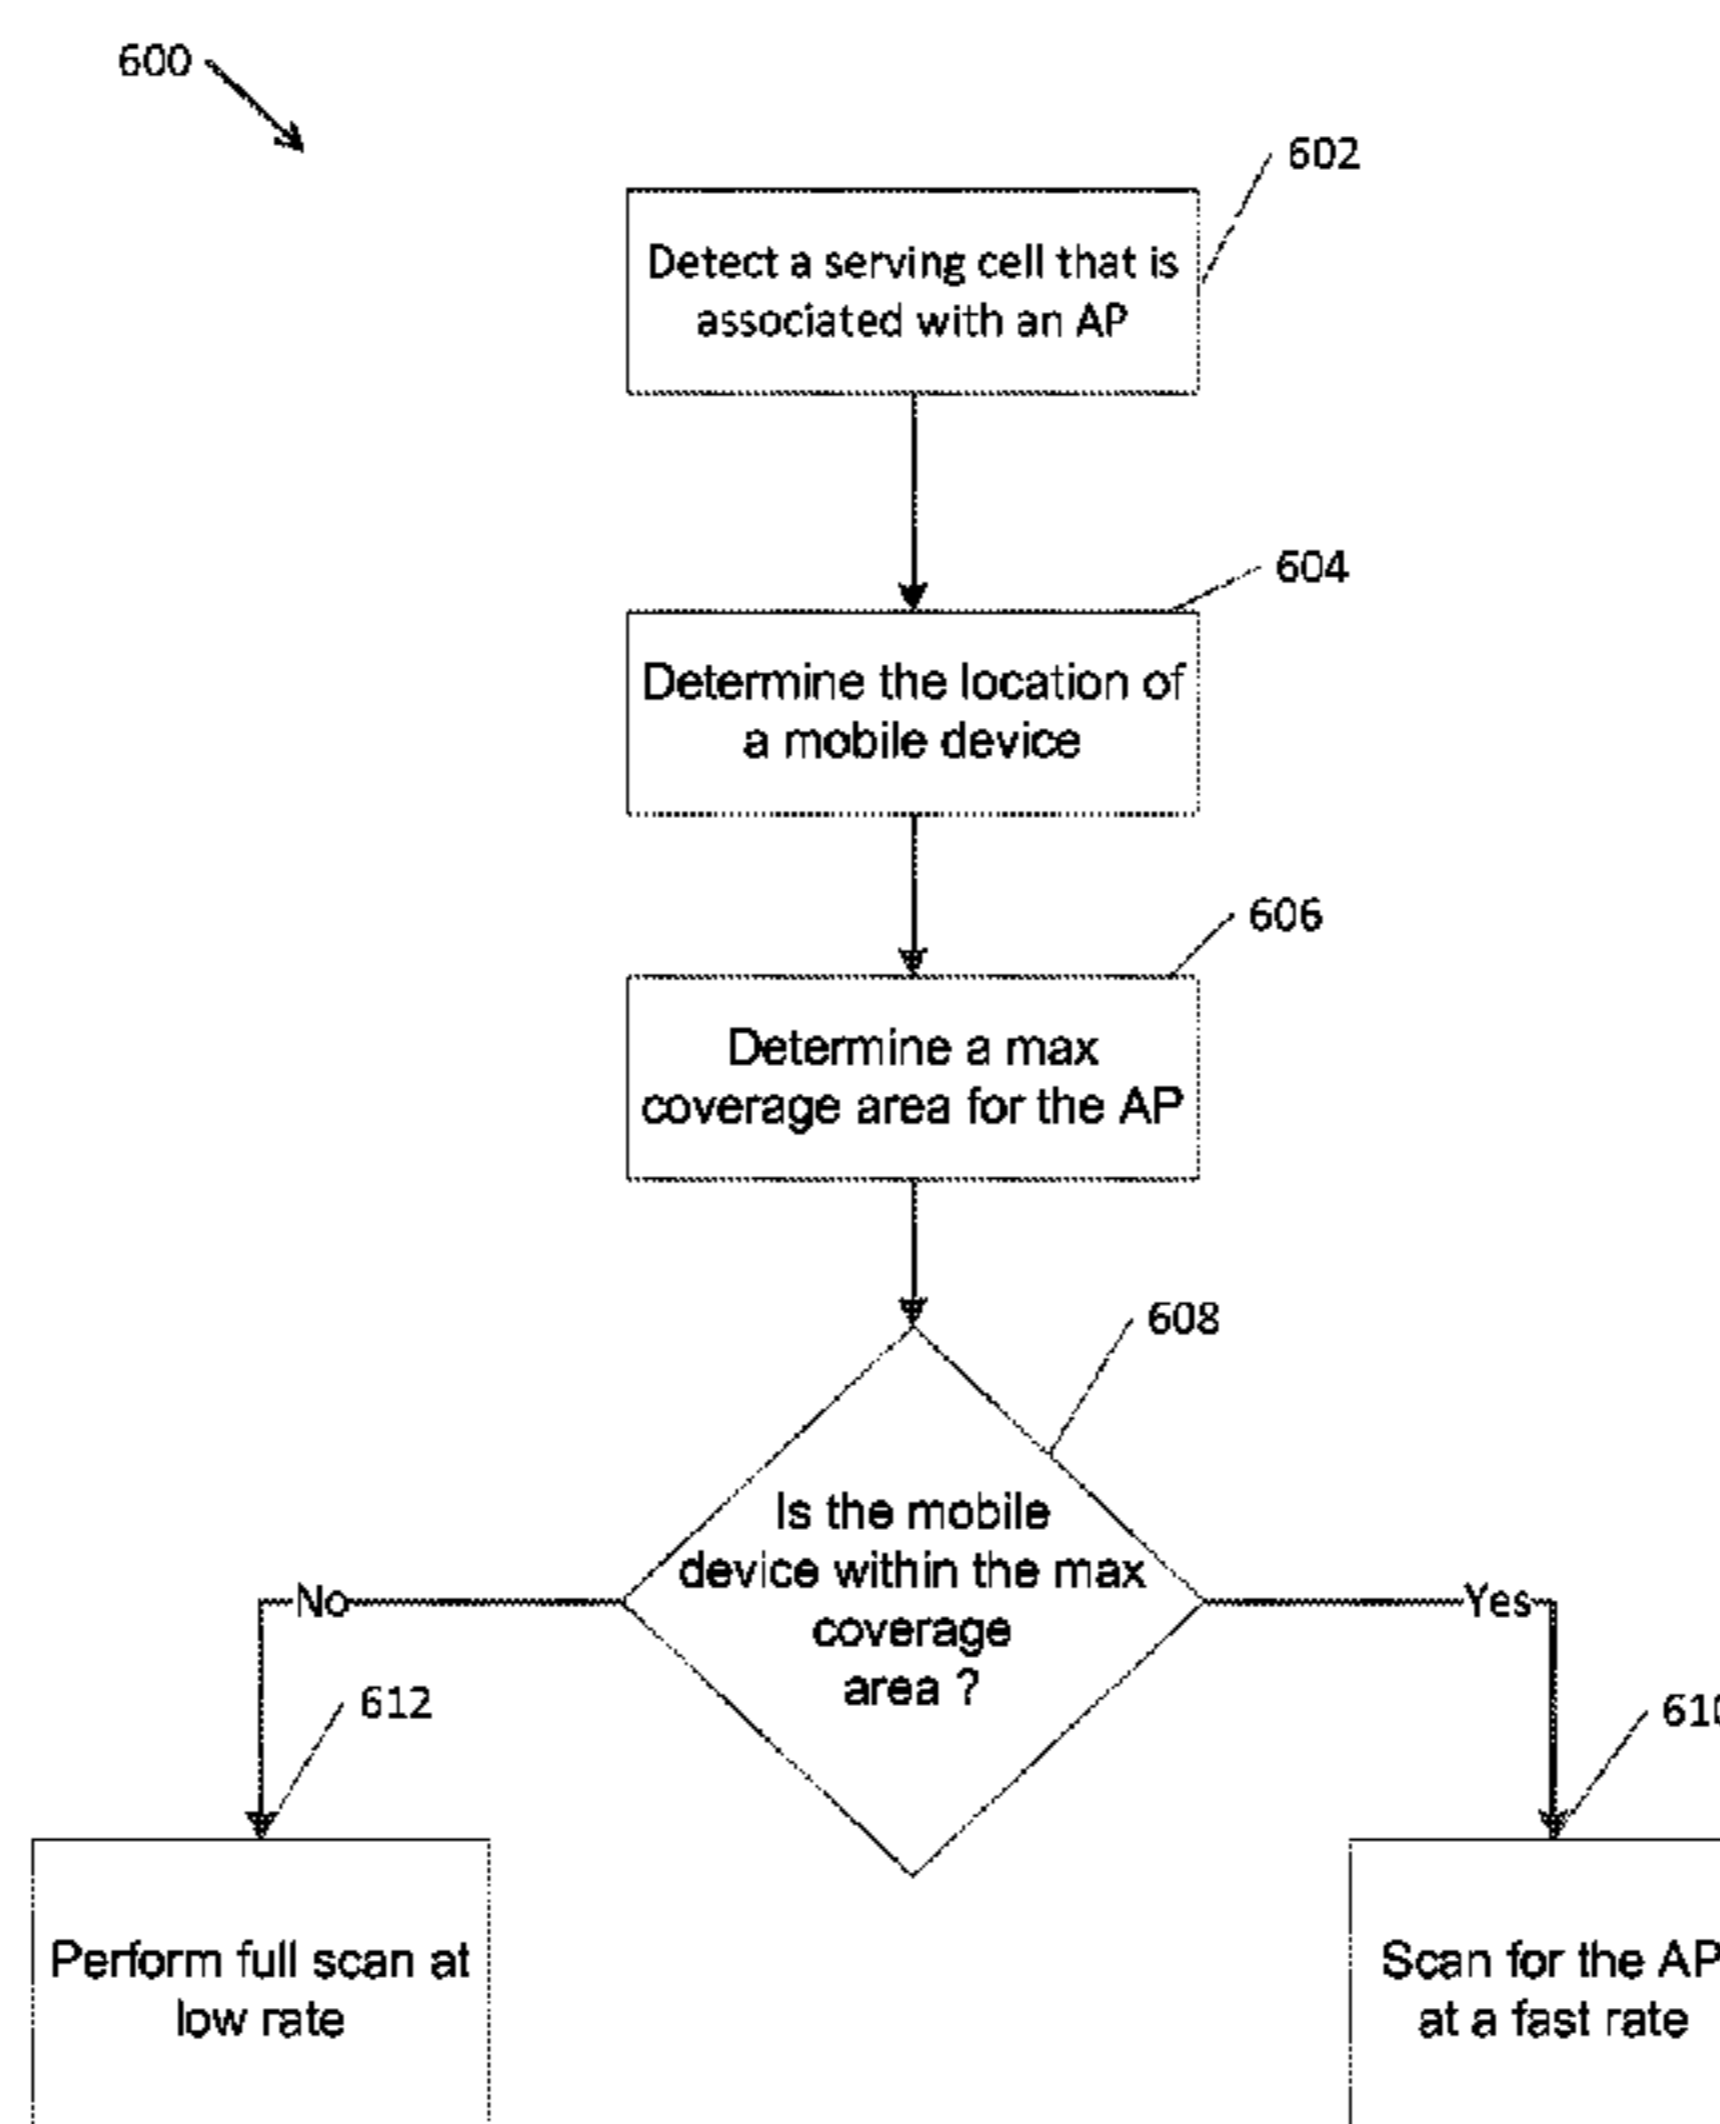 600
602
Detect a serving cell that is
associated with an AP
604
Determine the location of
a mobile device
606
Determine a max
coverage area for the AP
608
Is the mobile
device within the max
coverage
area ?
No
Yes
612
610
Perform full scan at
low rate
Scan for the AP
at a fast rate